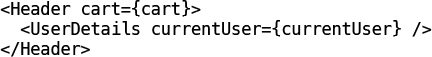 <Header cart={cart}>
  <UserDetails currentUser={currentUser} />
</Header>